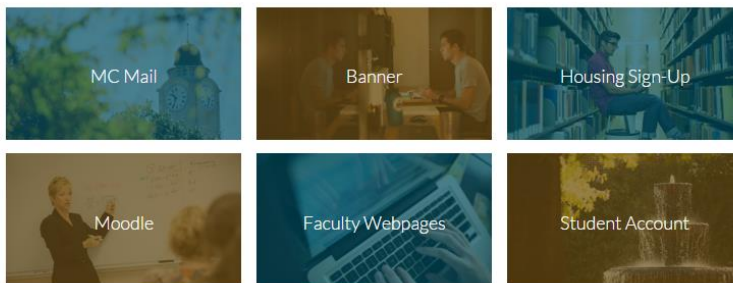 MC Mail
Banner
Housing Sign-Up
Moodle
Faculty Webpages
Student Account